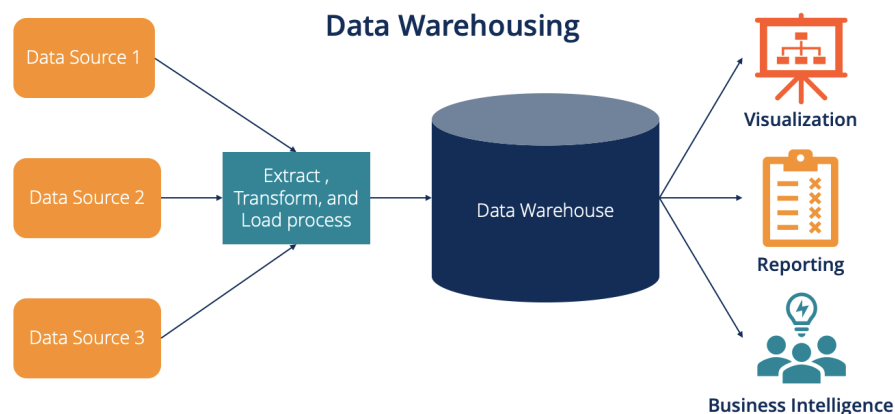 Data Warehousing
Data Source 1
Data Source 2
Data Source 3
Extract ,
Transform, and
Load process
Data Warehouse
Visualization
Reporting
Business Intelligence